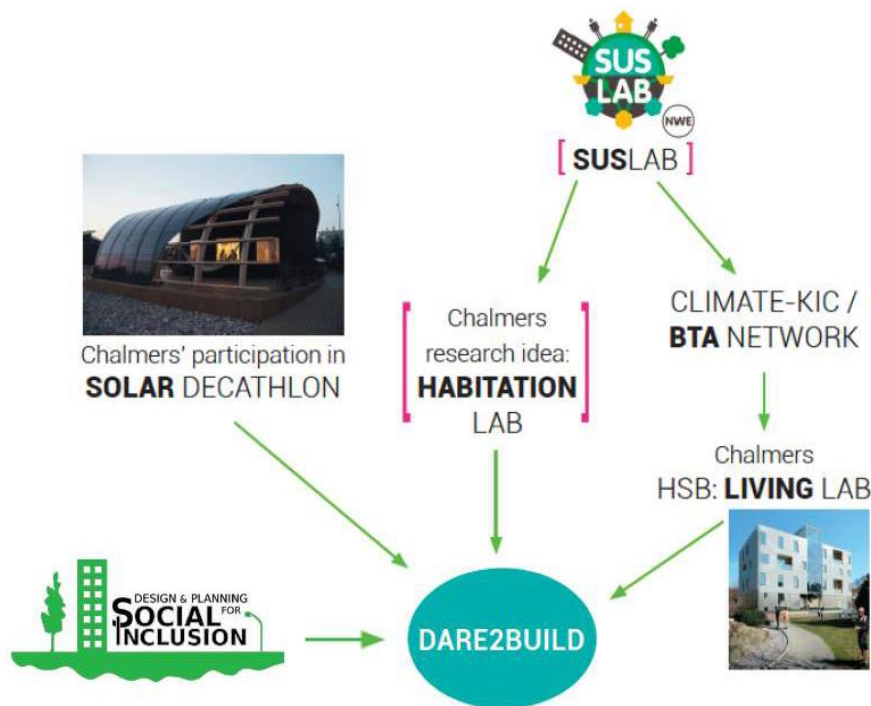 SUS
LAB
NWE
[ SUSLAB ]
Chalmers' participation in
SOLAR DECATHLON
Chalmers
research idea:
HABITATION
LAB
CLIMATE-KIC /
BTA NETWORK
Chalmers
HSB: LIVING LAB
DESIGN & PLANNING
FOR
SOCIAL
INCLUSION
DARE2BUILD